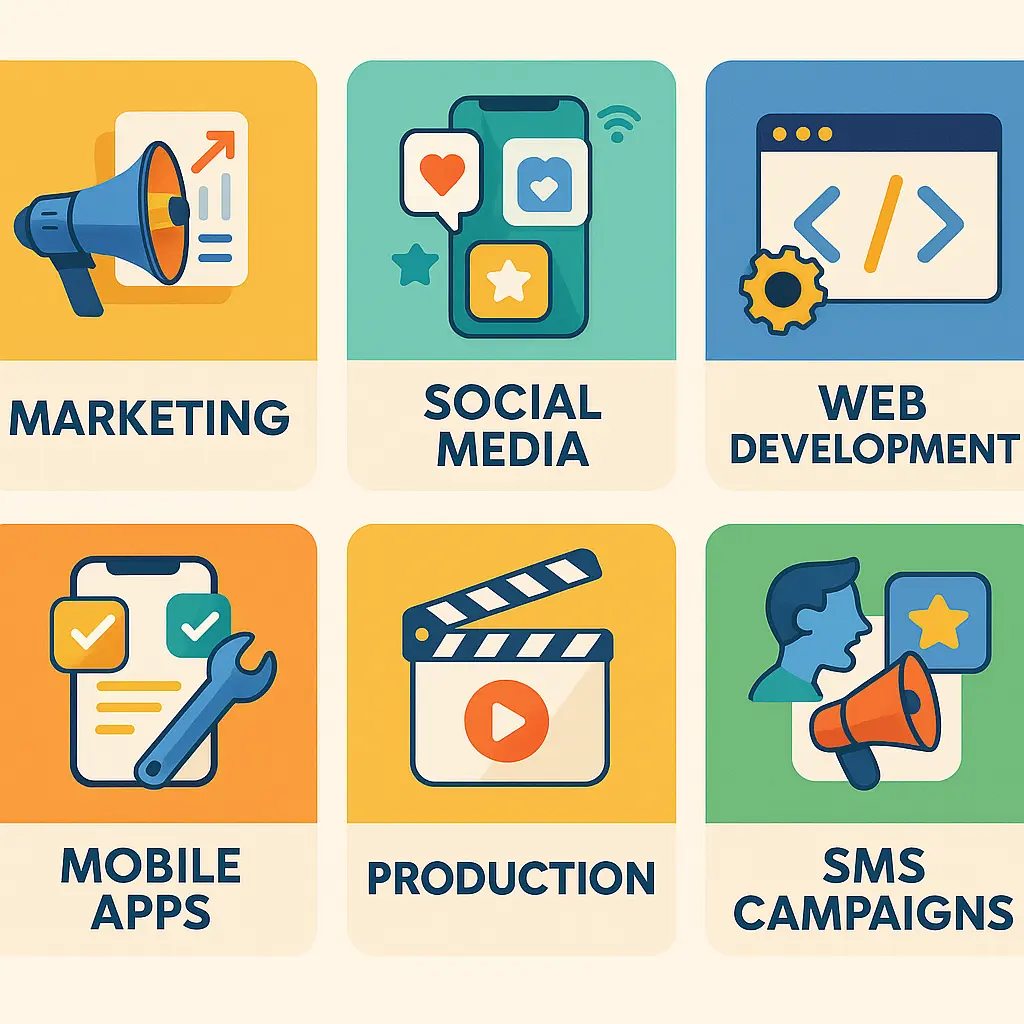 MARKETING
SOCIAL
MEDIA
WEB
DEVELOPMENT
MOBILE
APPS
PRODUCTION
SMS
CAMPAIGNS